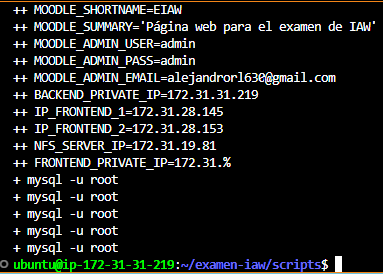 ++ MOODLE_SHORTNAME=EIAW
++ MOODLE_SUMMARY='Página web para el examen de IAW'
++ MOODLE_ADMIN_USER=admin
++ MOODLE_ADMIN_PASS=admin
++ MOODLE_ADMIN_EMAIL=alejandrorl630@gmail.com
++ BACKEND_PRIVATE_IP=172.31.31.219
++ IP_FRONTEND_1=172.31.28.145
++ IP_FRONTEND_2=172.31.28.153
++ NFS_SERVER_IP=172.31.19.81
++ FRONTEND_PRIVATE_IP=172.31.%
+ mysql -u root
+ mysql -u root
+ mysql -u root
+ mysql -u root
+ mysql -u root
ubuntu@ip-172-31-31-219:~/examen-iaw/scripts$